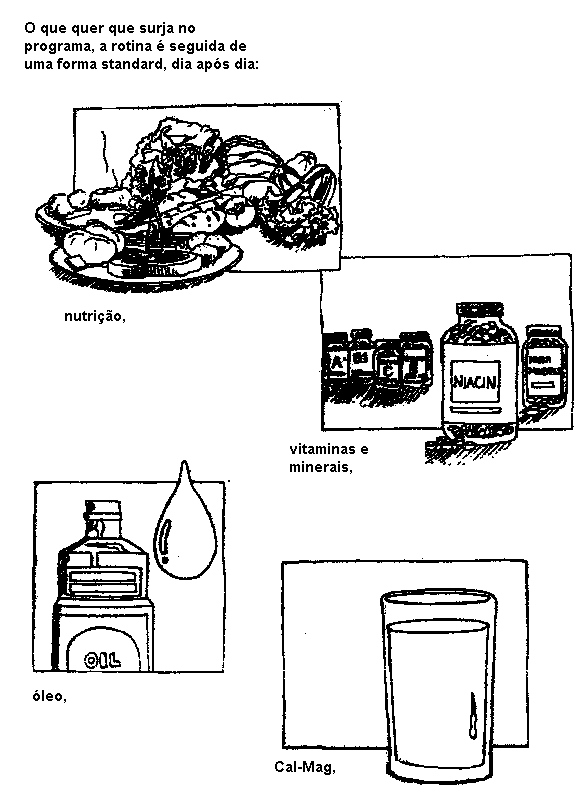 O que quer que surja no
programa, a rotina é seguida de
uma forma standard, dia após dia:
nutrição,
A
B1
C
E
NIACIN
vitaminas e
minerais,
OIL
óleo,
Cal-Mag,